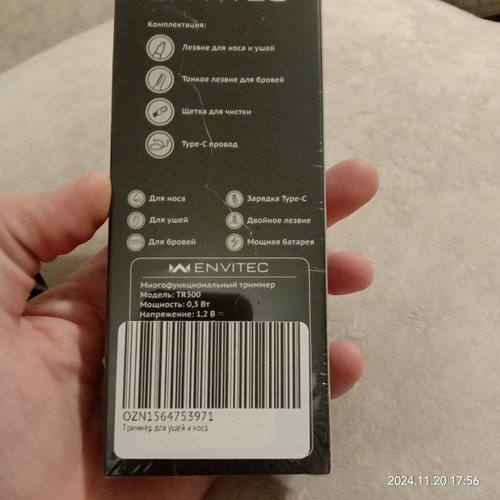 ENVITEC
Комплектация:
Лезвие для носа и ушей
Тонкое лезвие для бровей
Щетка для чистки
Type-C провод
Для носа
Зарядка Type-C
Для ушей
Двойное лезвие
Для бровей
Мощная батарея
ENVITEC
Многофункциональный триммер
Модель: TR300
Мощность: 0,3 Вт
Напряжение: 1,2 В =
OZN1564753971
Триммер для ушей и носа
2024.11.20 17:56